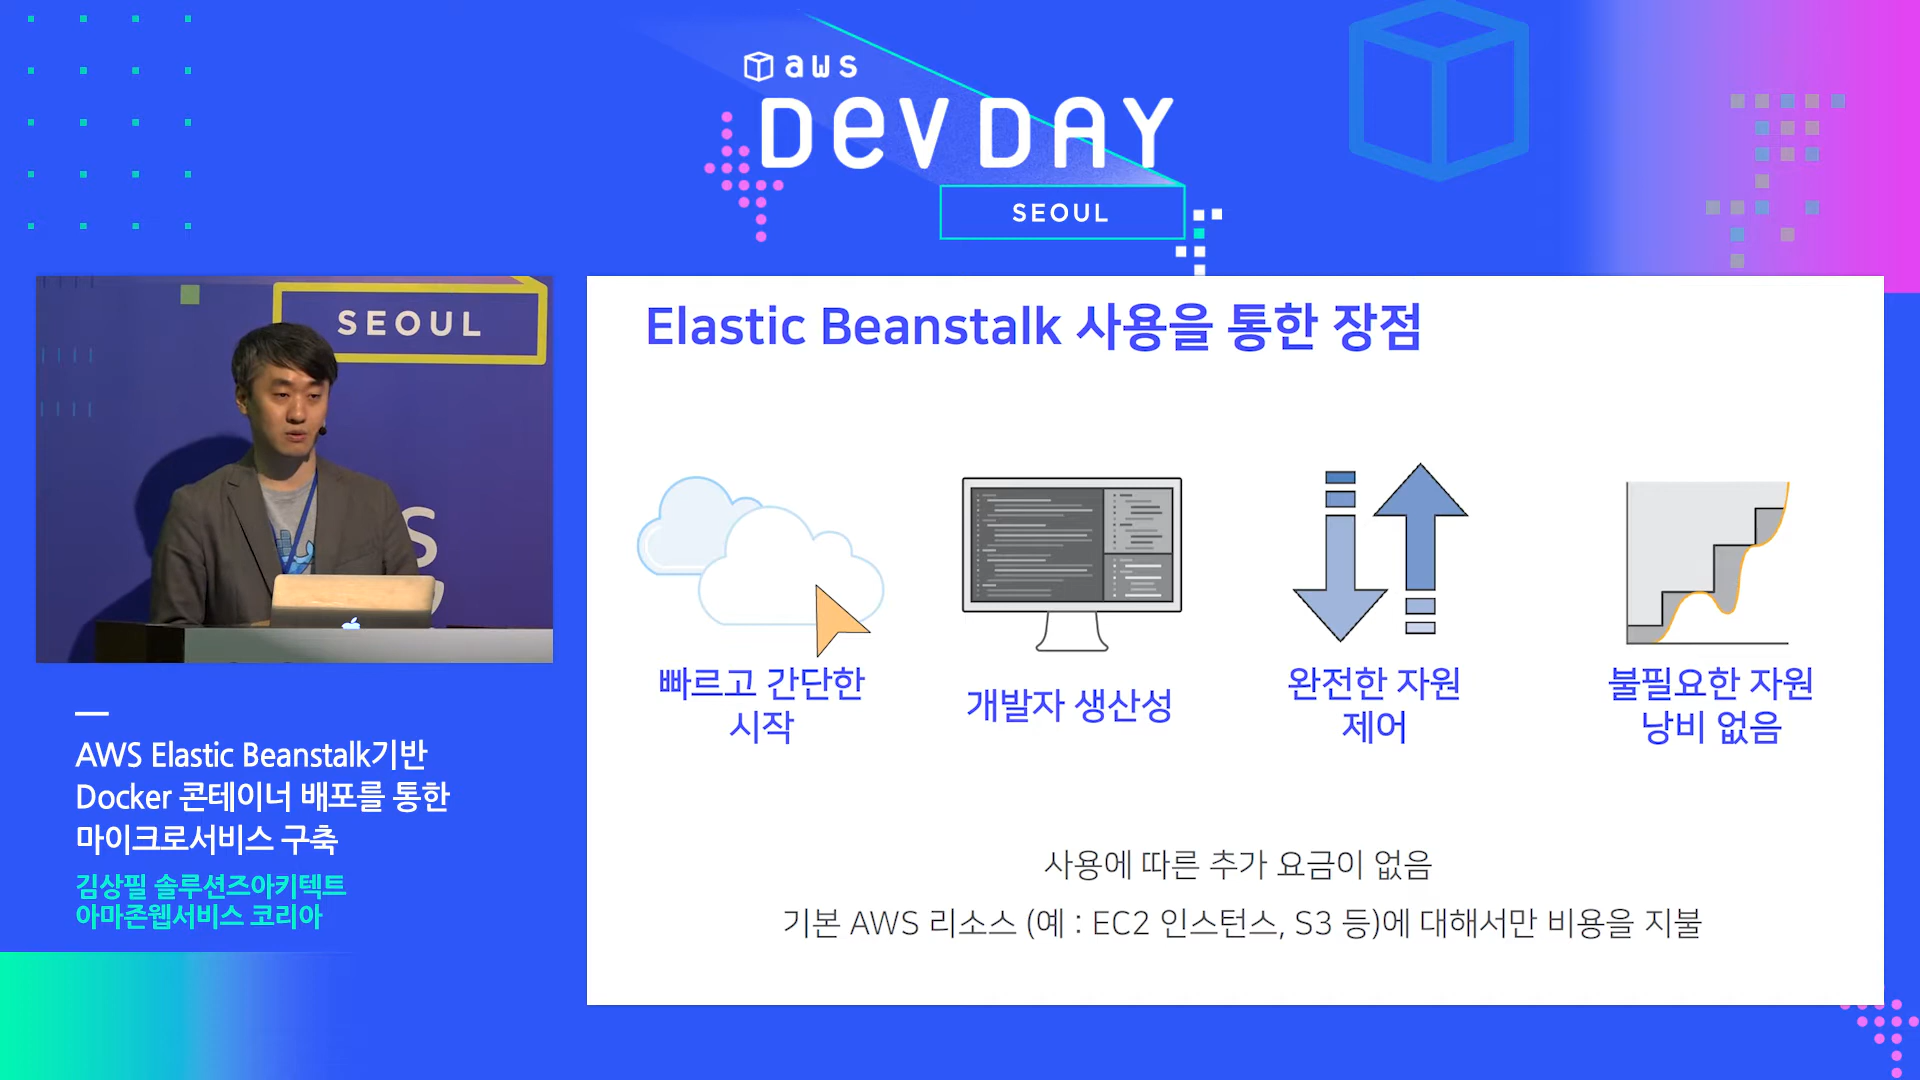 aws
DEV DAY
SEOUL
SEOUL
Elastic Beanstalk 사용을 통한 장점
빠르고 간단한
시작
개발자 생산성
완전한 자원
제어
불필요한 자원
낭비 없음
사용에 따른 추가 요금이 없음
기본 AWS 리소스 (예 : EC2 인스턴스, S3 등)에 대해서만 비용을 지불
AWS Elastic Beanstalk기반
Docker 콘테이너 배포를 통한
마이크로서비스 구축
김상필 솔루션즈아키텍트
아마존웹서비스 코리아